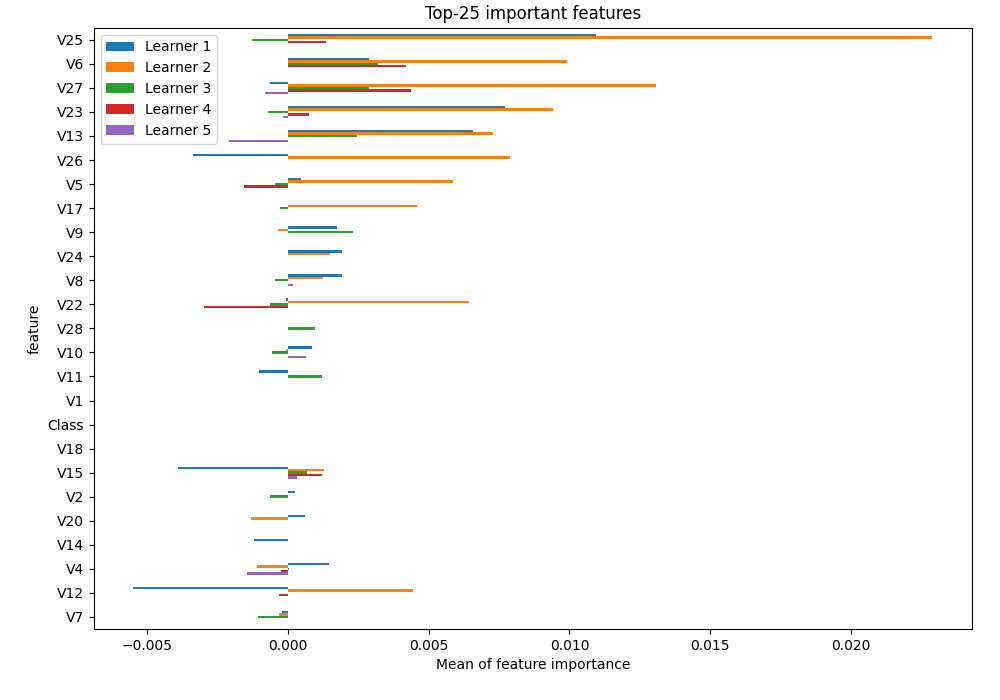 Top-25 important features
Learner 1
Learner 2
Learner 3
Learner 4
Learner 5
V25
V6
V27
V23
V13
V26
V5
V17
V9
V24
V8
V22
V28
V10
V11
V1
Class
V18
V15
V2
V20
V14
V4
V12
V7
feature
−0.005 0.000 0.005 0.010 0.015 0.020
Mean of feature importance